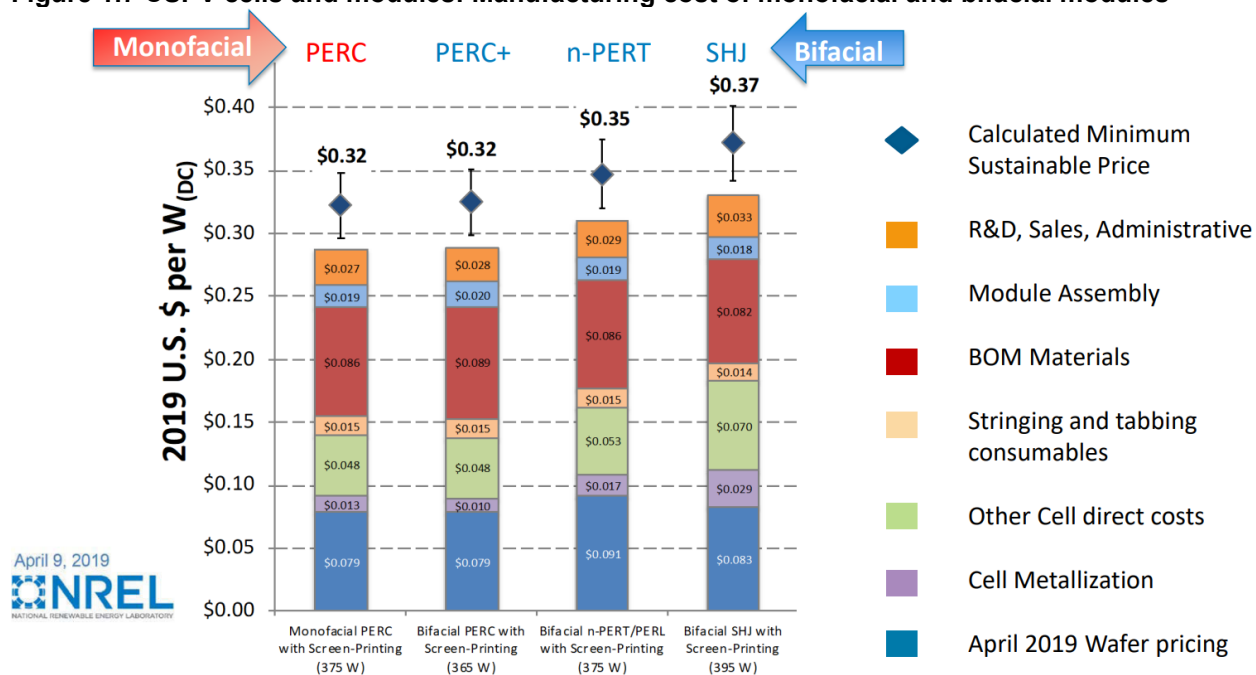 Monofacial
PERC
PERC+
n-PERT
SHJ
Bifacial
2019 U.S. $ per W(DC)
$0.40
$0.35
$0.30
$0.25
$0.20
$0.15
$0.10
$0.05
$0.00
$0.32
$0.027
$0.019
$0.086
$0.015
$0.048
$0.013
$0.079
Monofacial PERC
with Screen-Printing
(375 W)
$0.32
$0.028
$0.020
$0.089
$0.015
$0.048
$0.010
$0.079
Bifacial PERC with
Screen-Printing
(365 W)
$0.35
$0.029
$0.019
$0.086
$0.015
$0.053
$0.017
$0.091
Bifacial n-PERT/PERL
with Screen-Printing
(375 W)
$0.37
$0.033
$0.018
$0.082
$0.014
$0.070
$0.029
$0.083
Bifacial SHJ with
Screen-Printing
(395 W)
Calculated Minimum
Sustainable Price
R&D, Sales, Administrative
Module Assembly
BOM Materials
Stringing and tabbing
consumables
Other Cell direct costs
Cell Metallization
April 2019 Wafer pricing
April 9, 2019
NREL
NATIONAL RENEWABLE ENERGY LABORATORY